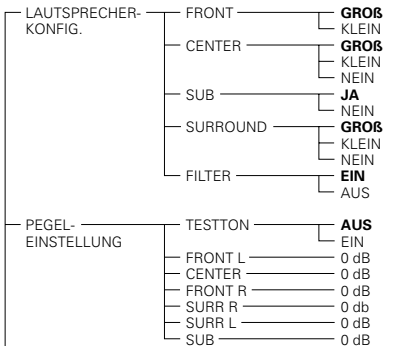 LAUTSPRECHER- FRONT GROß
KONFIG. KLEIN
CENTER GROß
KLEIN
NEIN
SUB JA
NEIN
SURROUND GROß
KLEIN
NEIN
FILTER EIN
AUS
PEGEL- TESTTON AUS
EINSTELLUNG EIN
FRONT L 0 dB
CENTER 0 dB
FRONT R 0 dB
SURR R 0 db
SURR L 0 dB
SUB 0 dB